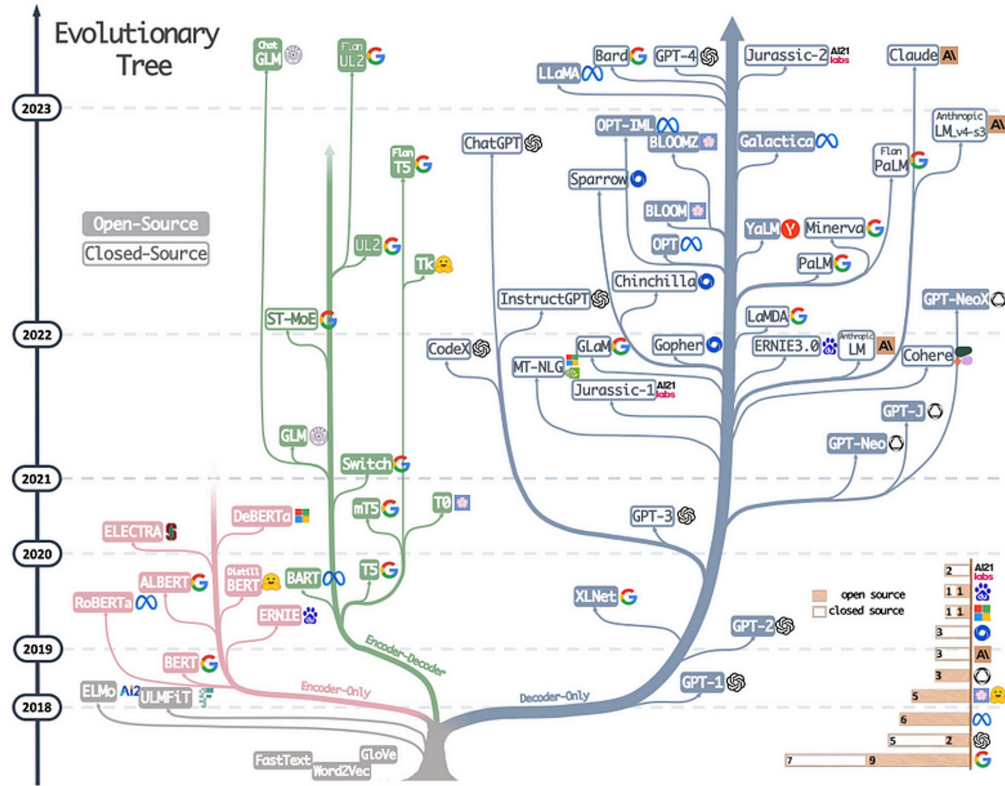 Evolutionary
Tree
2023
2022
2021
2020
2019
2018
Open-Source
Closed-Source
Chat
GLM
Flan
UL2
Flan
T5
UL2
Tk
ST-MoE
GLM
Switch
mT5
T0
BART
T5
Encoder-Decoder
DeBERTa
ELECTRA
ALBERT
Distill
BERT
RoBERTa
ERNIE
BERT
Encoder-Only
ELMo
AI2
ULMFiT
FastText
Word2Vec
GloVe
Bard
GPT-4
Jurassic-2
AI21
labs
Claude
A\
LLaMA
OPT-IML
BLOOMZ
Galactica
Anthropic
LM_v4-s3
A\
ChatGPT
Flan
PaLM
Sparrow
BLOOM
OPT
YaLM
Y
Minerva
PaLM
Chinchilla
InstructGPT
GPT-NeoX
LaMDA
CodeX
GLaM
Gopher
ERNIE3.0
Anthropic
LM
A\
Cohere
MT-NLG
Jurassic-1
AI21
labs
GPT-J
GPT-Neo
GPT-3
XLNet
GPT-2
GPT-1
Decoder-Only
open source
closed source
2
AI21
labs
1 1
1 1
3
3
A\
3
5
6
5 2
7 9